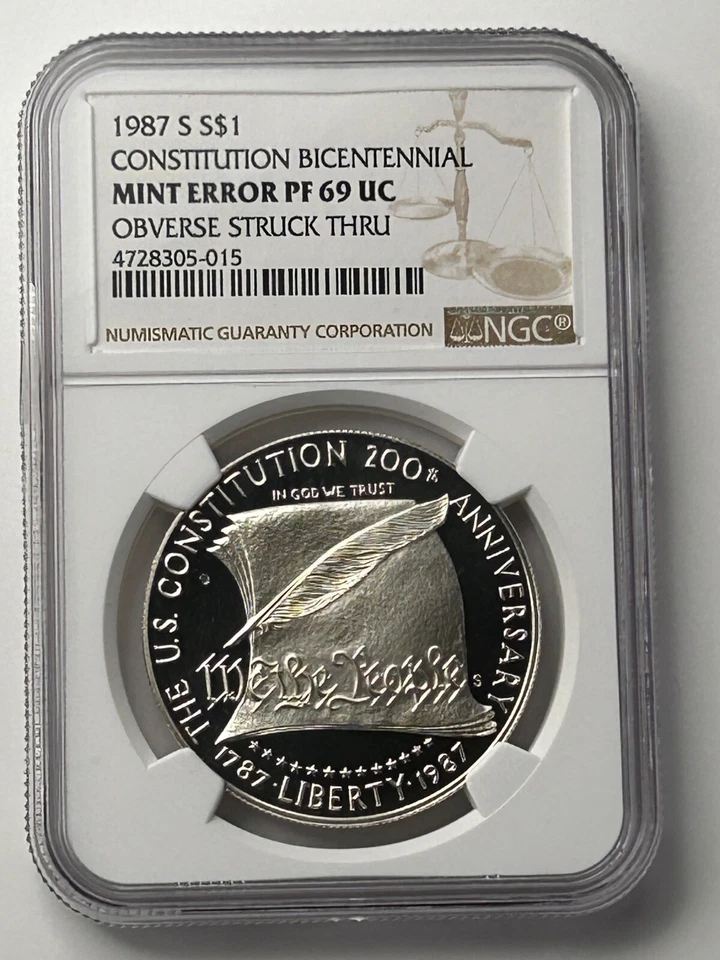 1987 S S$1
CONSTITUTION BICENTENNIAL
MINT ERROR PF 69 UC
OBVERSE STRUCK THRU
4728305-015
NUMISMATIC GUARANTY CORPORATION
NGC®
THE U.S. CONSTITUTION 200th ANNIVERSARY
IN GOD WE TRUST
We the People
S
1787·LIBERTY·1987